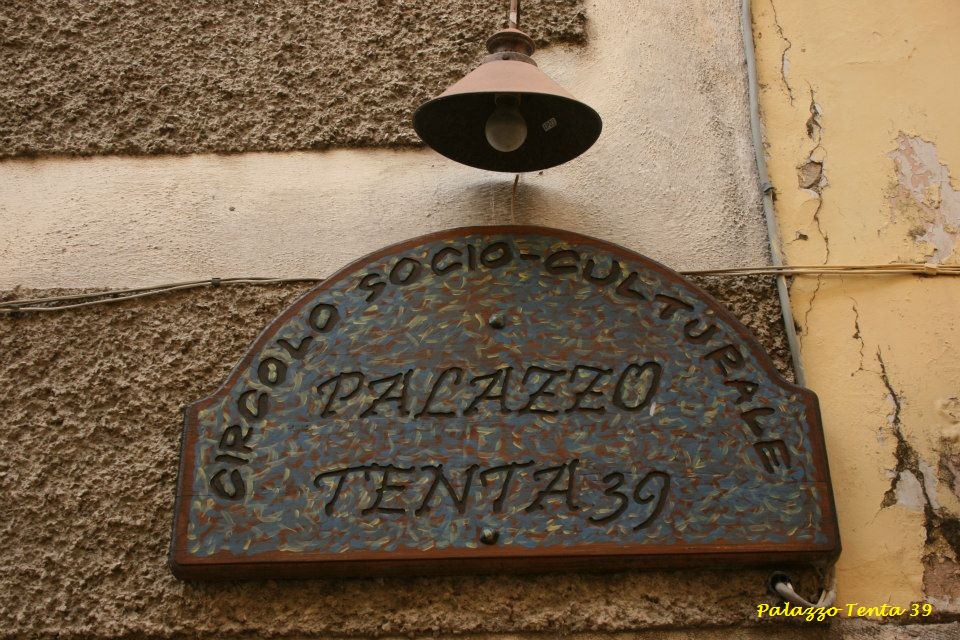 CIRCOLO SOCIO-CULTURALE
PALAZZO
TENTA 39
Palazzo Tenta 39